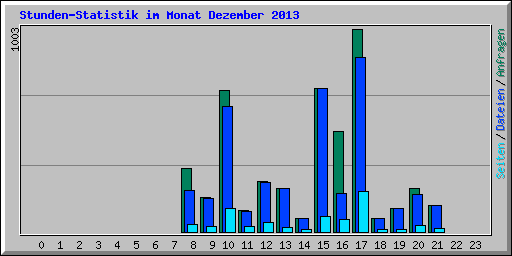 Stunden-Statistik im Monat Dezember 2013
1003
Seiten / Dateien / Anfragen
0 1 2 3 4 5 6 7 8 9 10 11 12 13 14 15 16 17 18 19 20 21 22 23